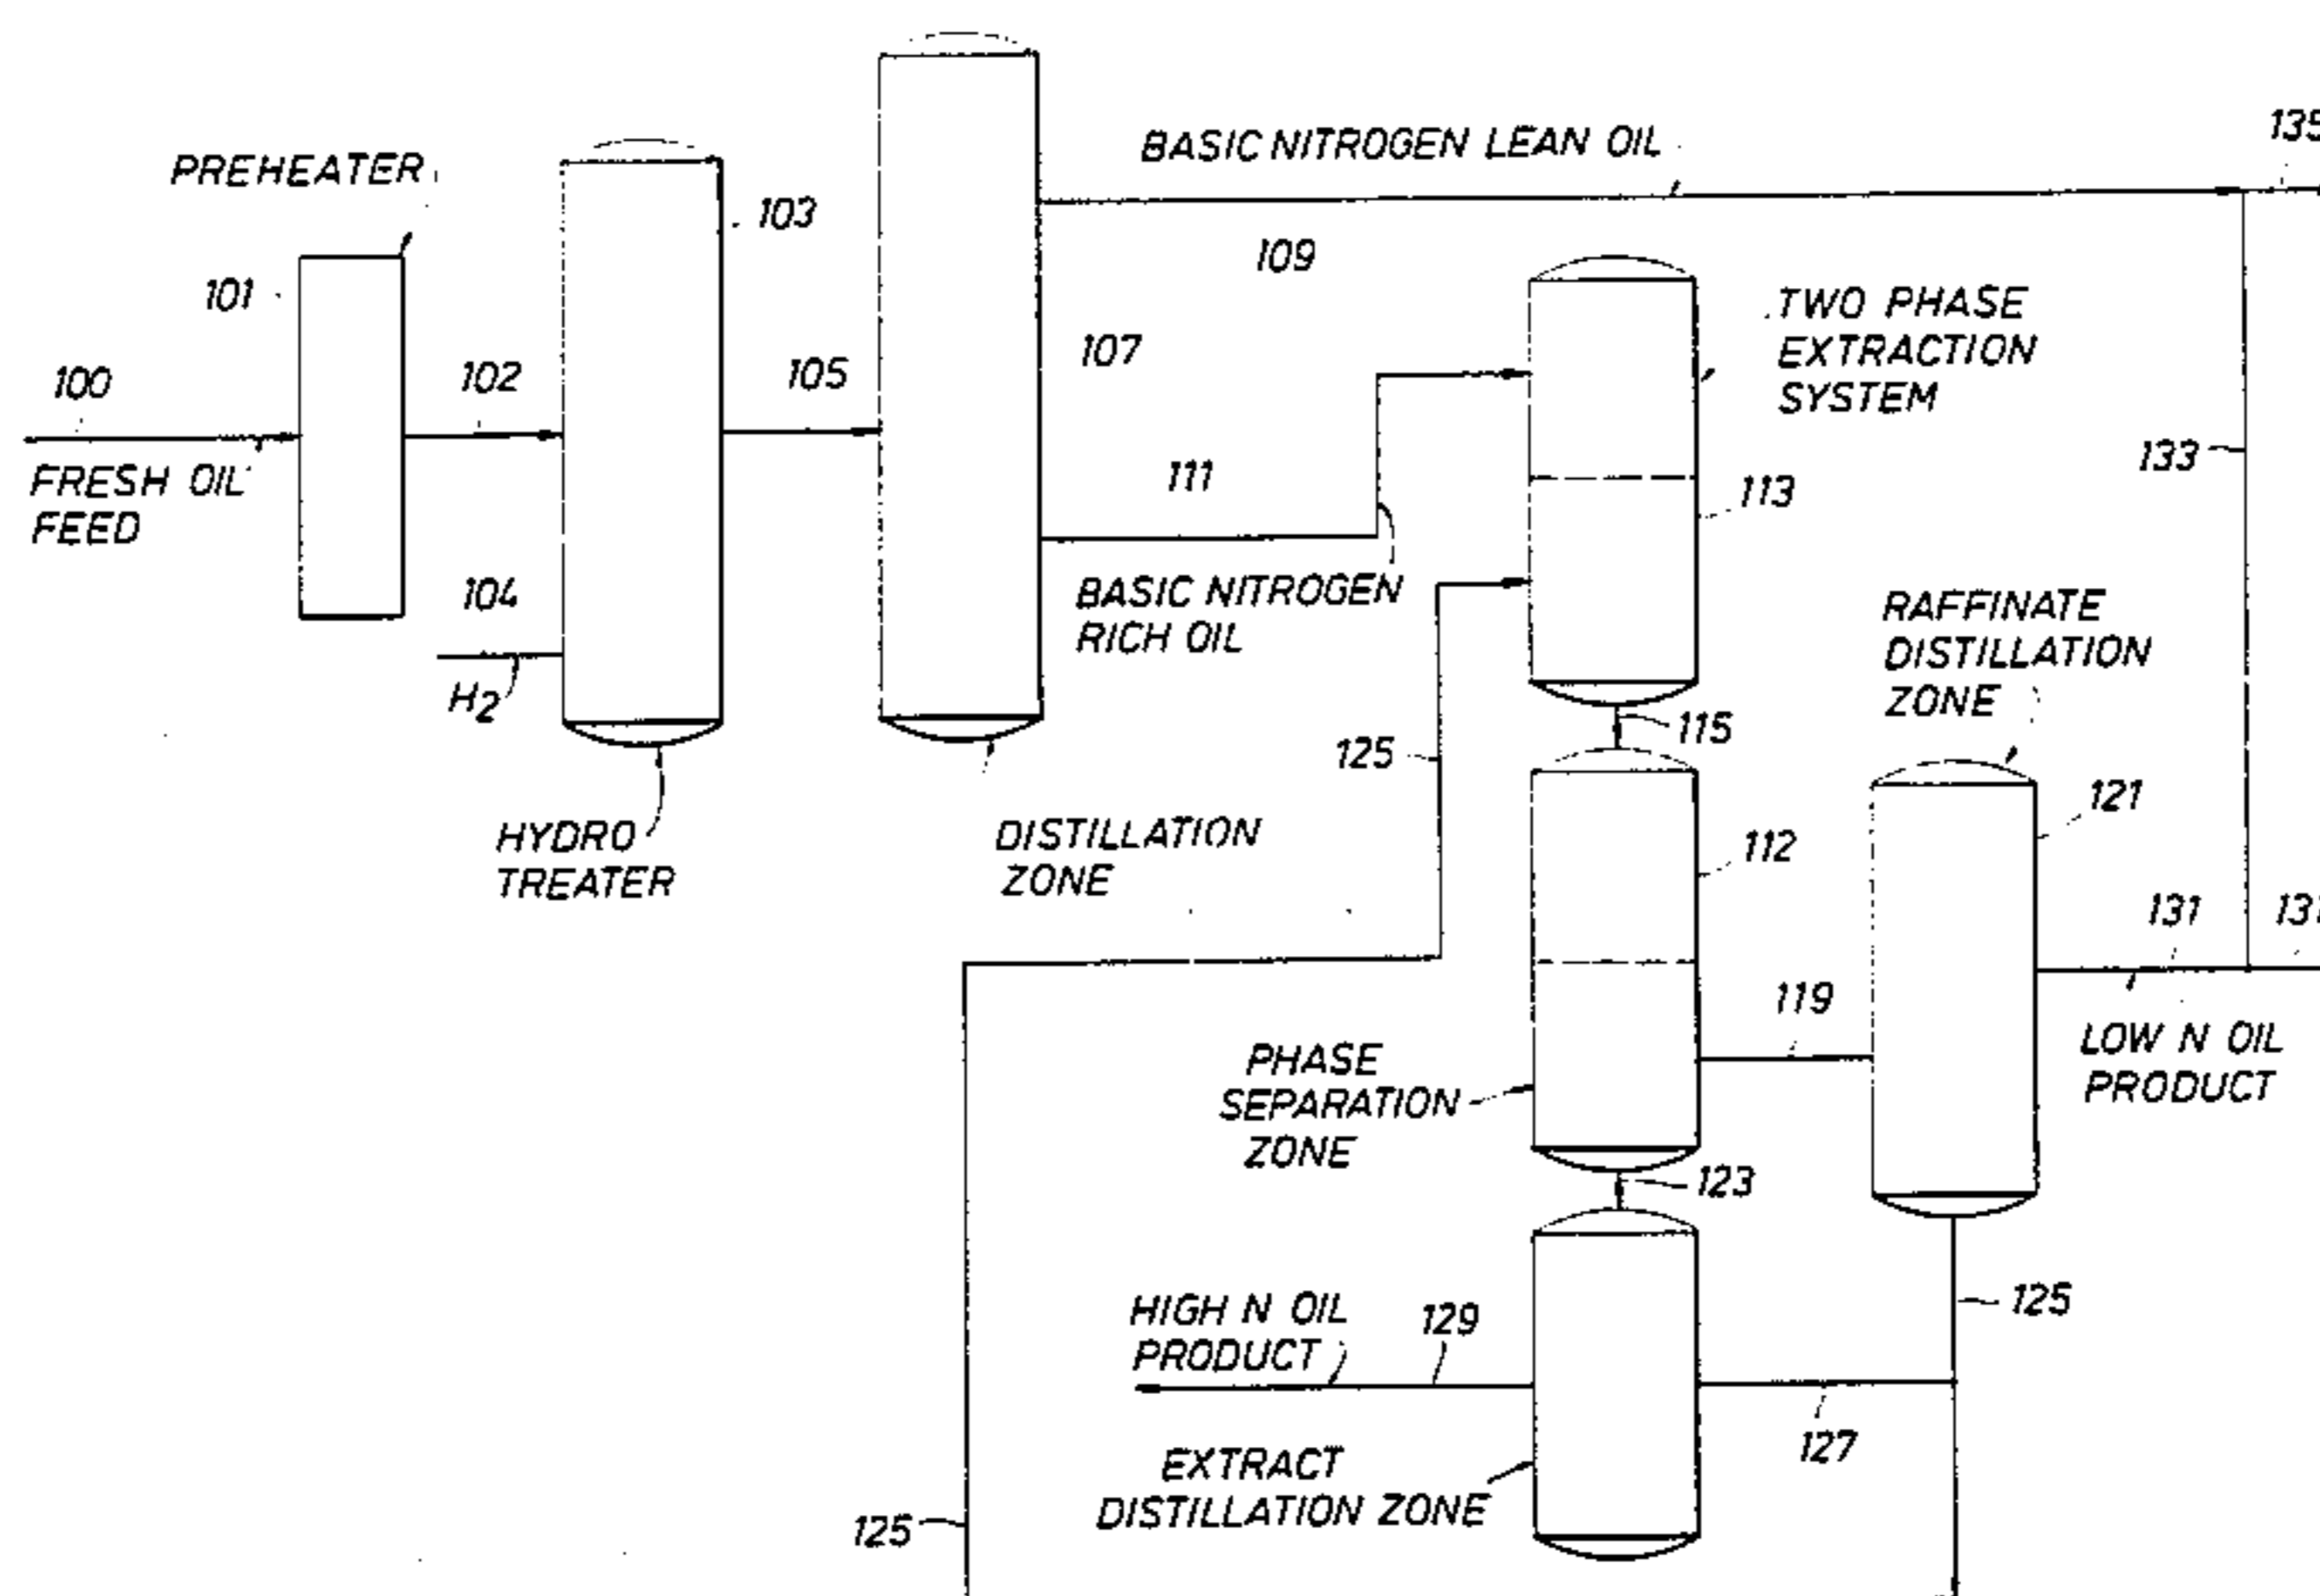 PREHEATER
101
100
FRESH OIL
FEED
102
104
H2
103
HYDRO
TREATER
105
107
DISTILLATION
ZONE
BASIC NITROGEN LEAN OIL
109
111
BASIC NITROGEN
RICH OIL
TWO PHASE
EXTRACTION
SYSTEM
113
115
125
112
PHASE
SEPARATION
ZONE
119
RAFFINATE
DISTILLATION
ZONE
121
133
135
131
131
LOW N OIL
PRODUCT
123
125
127
HIGH N OIL
PRODUCT
129
EXTRACT
DISTILLATION ZONE
125